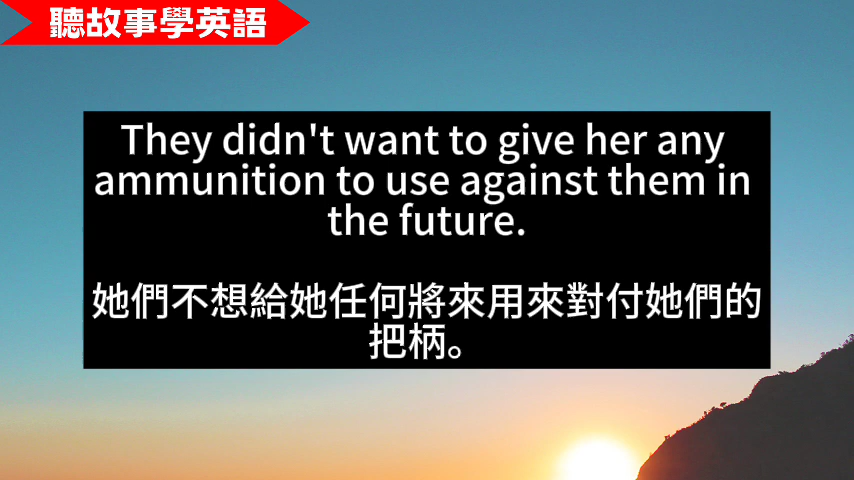 聽故事學英語
They didn't want to give her any
ammunition to use against them in
the future.
她們不想給她任何將來用來對付她們的
把柄。